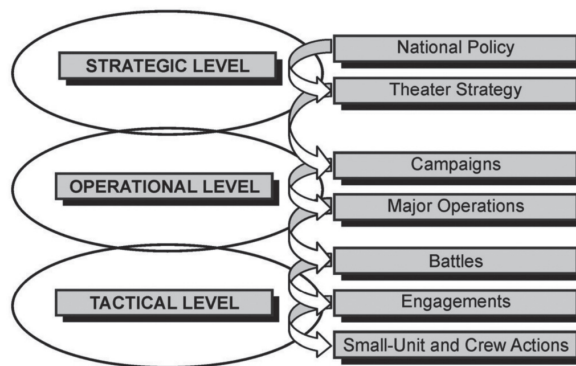 STRATEGIC LEVEL
National Policy
Theater Strategy
OPERATIONAL LEVEL
Campaigns
Major Operations
TACTICAL LEVEL
Battles
Engagements
Small-Unit and Crew Actions